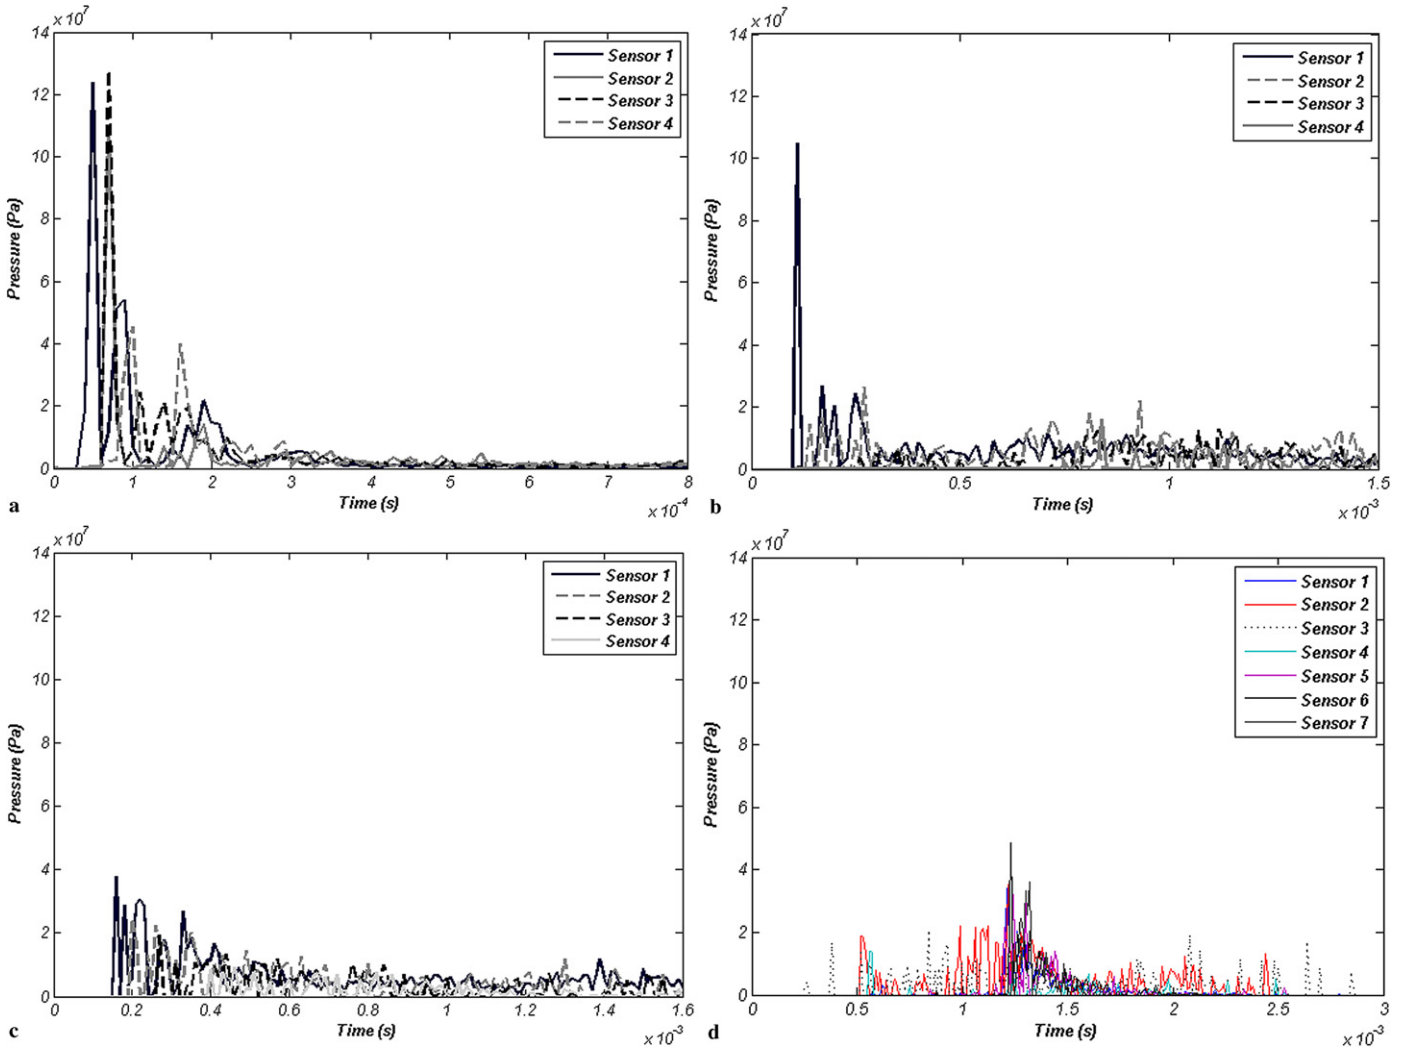 x 10^7
14
12
10
8
6
4
2
0
Pressure (Pa)
Sensor 1
Sensor 2
Sensor 3
Sensor 4
0 1 2 3 4 5 6 7 8
Time (s)
x 10^-4
a
x 10^7
14
12
10
8
6
4
2
0
Pressure (Pa)
Sensor 1
Sensor 2
Sensor 3
Sensor 4
0 0.5 1 1.5
Time (s)
x 10^-3
b
x 10^7
14
12
10
8
6
4
2
0
Pressure (Pa)
Sensor 1
Sensor 2
Sensor 3
Sensor 4
0 0.2 0.4 0.6 0.8 1 1.2 1.4 1.6
Time (s)
x 10^-3
c
x 10^7
14
12
10
8
6
4
2
0
Pressure (Pa)
Sensor 1
Sensor 2
Sensor 3
Sensor 4
Sensor 5
Sensor 6
Sensor 7
0 0.5 1 1.5 2 2.5 3
Time (s)
x 10^-3
d